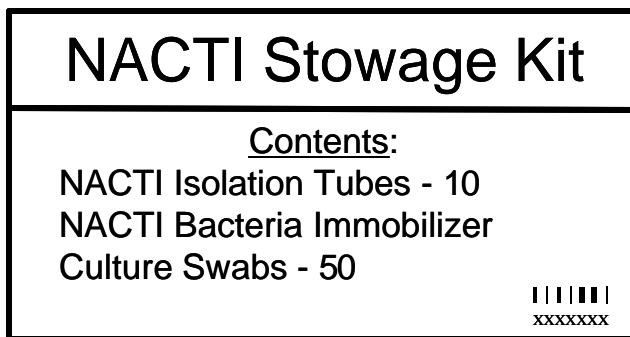 NACTI Stowage Kit
Contents:
NACTI Isolation Tubes - 10
NACTI Bacteria Immobilizer
Culture Swabs - 50
xxxxxxx